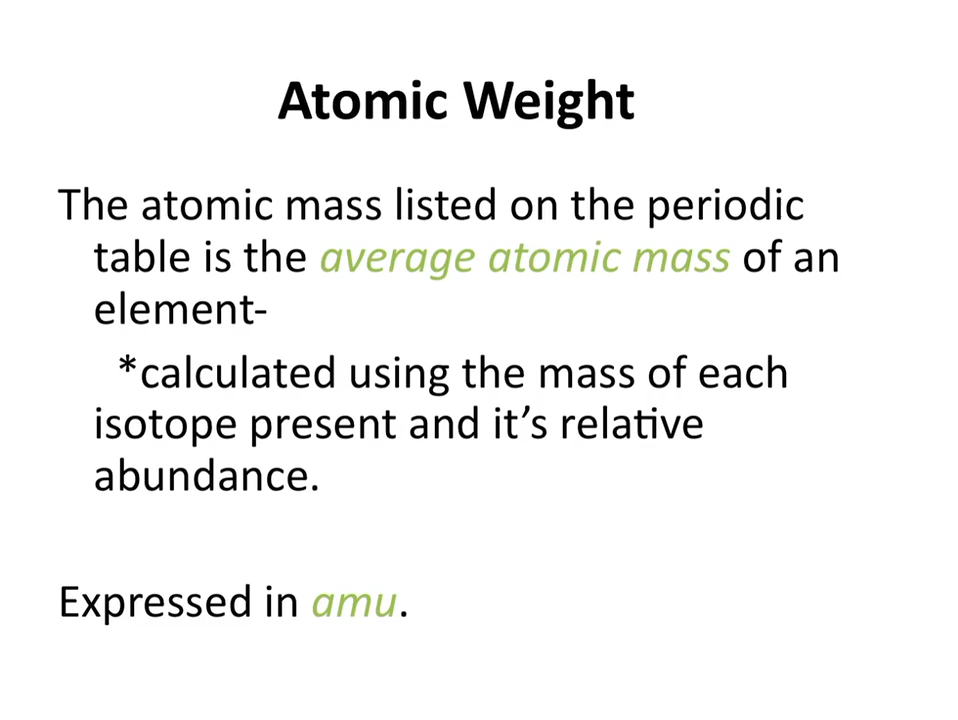 Atomic Weight
The atomic mass listed on the periodic
table is the average atomic mass of an
element-
*calculated using the mass of each
isotope present and it’s relative
abundance.
Expressed in amu.